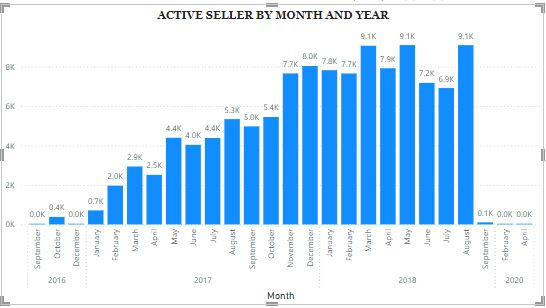 ACTIVE SELLER BY MONTH AND YEAR
9.1K 9.1K 9.1K
8.0K 7.8K 7.7K 7.9K
7.7K
7.2K 6.9K
5.3K 5.0K 5.4K
4.4K 4.0K 4.4K
2.9K 2.5K
2.0K
0.0K 0.4K 0.0K 0.7K
0.1K 0.0K 0.0K
8K
6K
4K
2K
0K
September October December January February March April May June July August September October November December January February March April May June July August September February April
2016 2017 2018 2020
Month